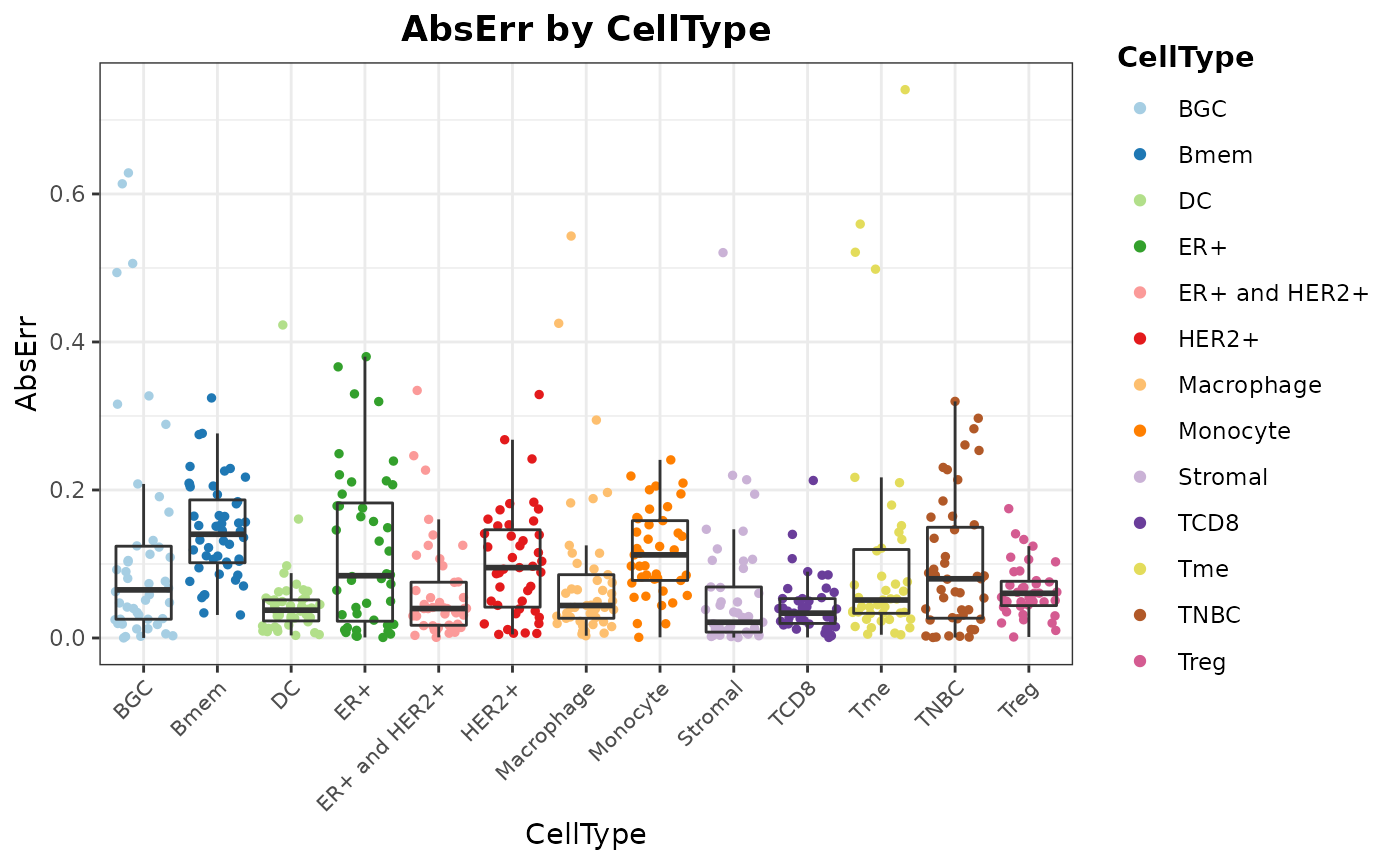 AbsErr by CellType
AbsErr
0.6
0.4
0.2
0.0
BGC
Bmem
DC
ER+
ER+ and HER2+
HER2+
Macrophage
Monocyte
Stromal
TCD8
Tme
TNBC
Treg
CellType
CellType
BGC
Bmem
DC
ER+
ER+ and HER2+
HER2+
Macrophage
Monocyte
Stromal
TCD8
Tme
TNBC
Treg